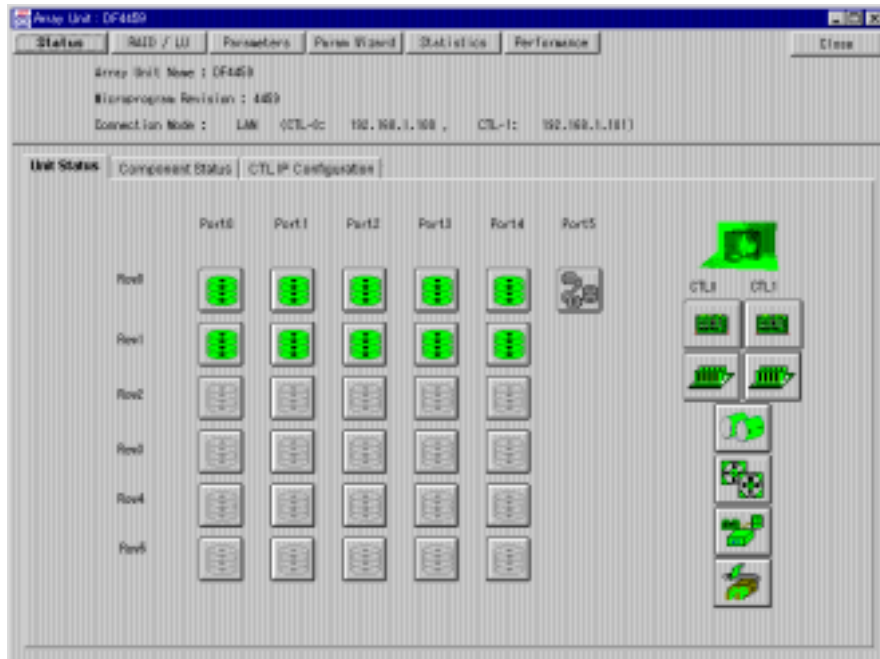 Array Unit : DF4459
Status RAID / LU Parameters Param Wizard Statistics Performance Close
Array Unit Name : DF4459
Microprogram Revision : 4459
Connection Mode : LAN (CTL-0: 192.168.1.100 , CTL-1: 192.168.1.101)
Unit Status Component Status CTL IP Configuration
Port0 Port1 Port2 Port3 Port4 Port5
Row0
CTL0 CTL1
Row1
Row2
Row3
Row4
Row5